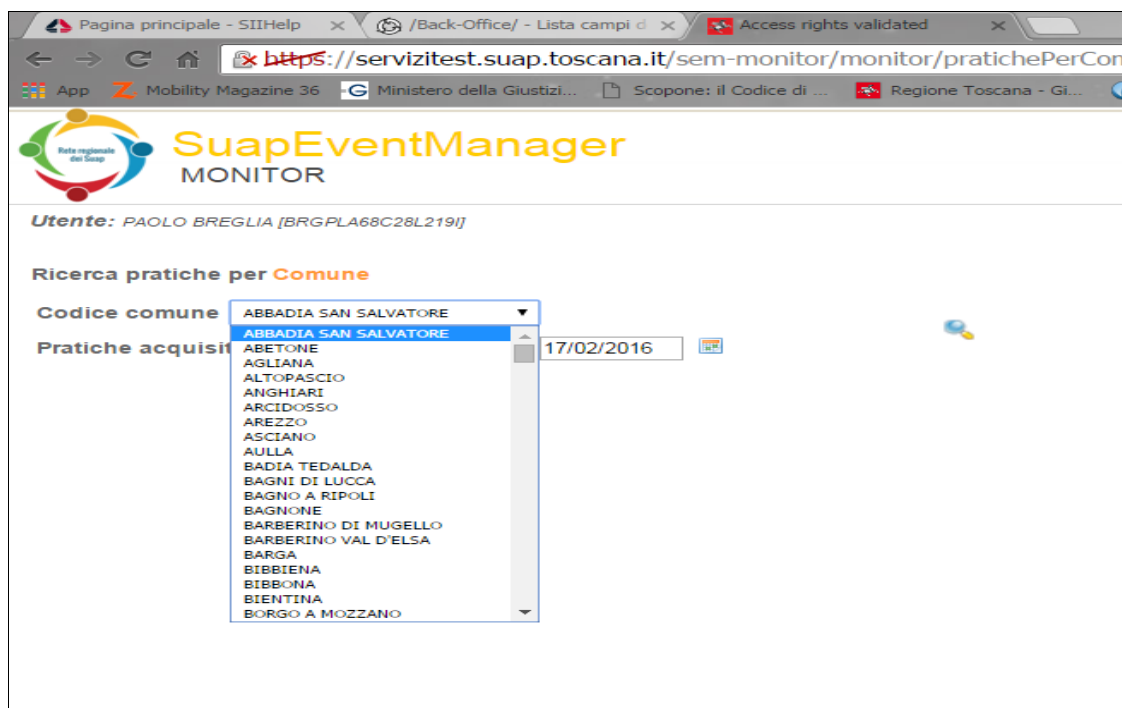 Pagina principale - SIIHelp
/Back-Office/ - Lista campi d
Access rights validated
https://servizitest.suap.toscana.it/sem-monitor/monitor/pratichePerCom
App
Mobility Magazine 36
Ministero della Giustizi...
Scopone: il Codice di ...
Regione Toscana - Gi...
Rete regionale
dei Suap
SuapEventManager
MONITOR
Utente: PAOLO BREGLIA [BRGPLA68C28L219I]
Ricerca pratiche per Comune
Codice comune ABBADIA SAN SALVATORE
Pratiche acquisit 17/02/2016
ABBADIA SAN SALVATORE
ABETONE
AGLIANA
ALTOPASCIO
ANGHIARI
ARCIDOSSO
AREZZO
ASCIANO
AULLA
BADIA TEDALDA
BAGNI DI LUCCA
BAGNO A RIPOLI
BAGNONE
BARBERINO DI MUGELLO
BARBERINO VAL D'ELSA
BARGA
BIBBIENA
BIBBONA
BIENTINA
BORGO A MOZZANO